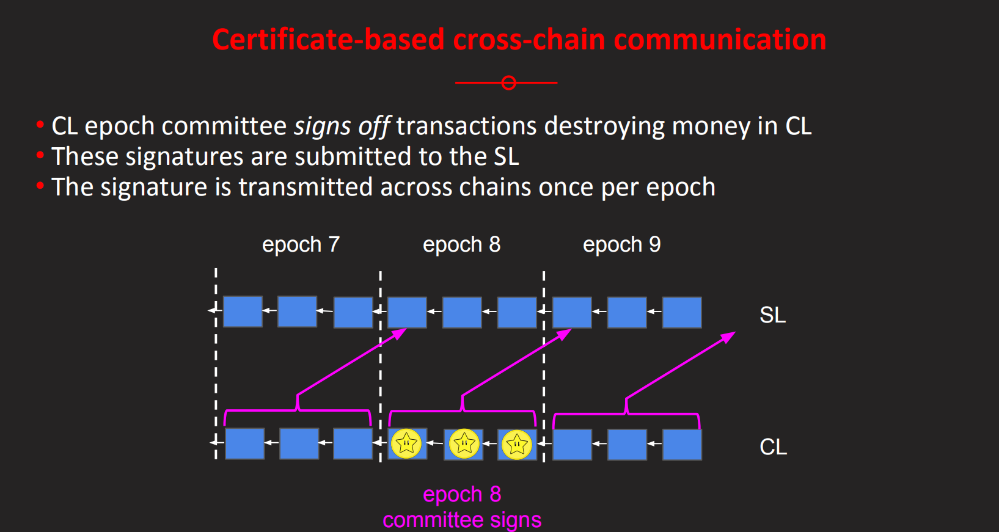 Certificate-based cross-chain communication
• CL epoch committee signs off transactions destroying money in CL
• These signatures are submitted to the SL
• The signature is transmitted across chains once per epoch
epoch 7 epoch 8 epoch 9
SL
CL
epoch 8
committee signs